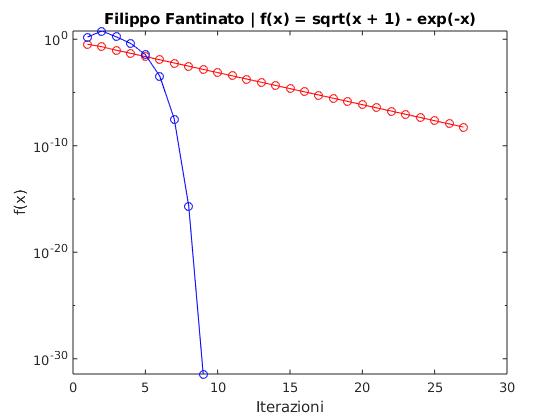 Filippo Fantinato | f(x) = sqrt(x + 1) - exp(-x)
10^0
10^-10
10^-20
10^-30
f(x)
0 5 10 15 20 25 30
Iterazioni